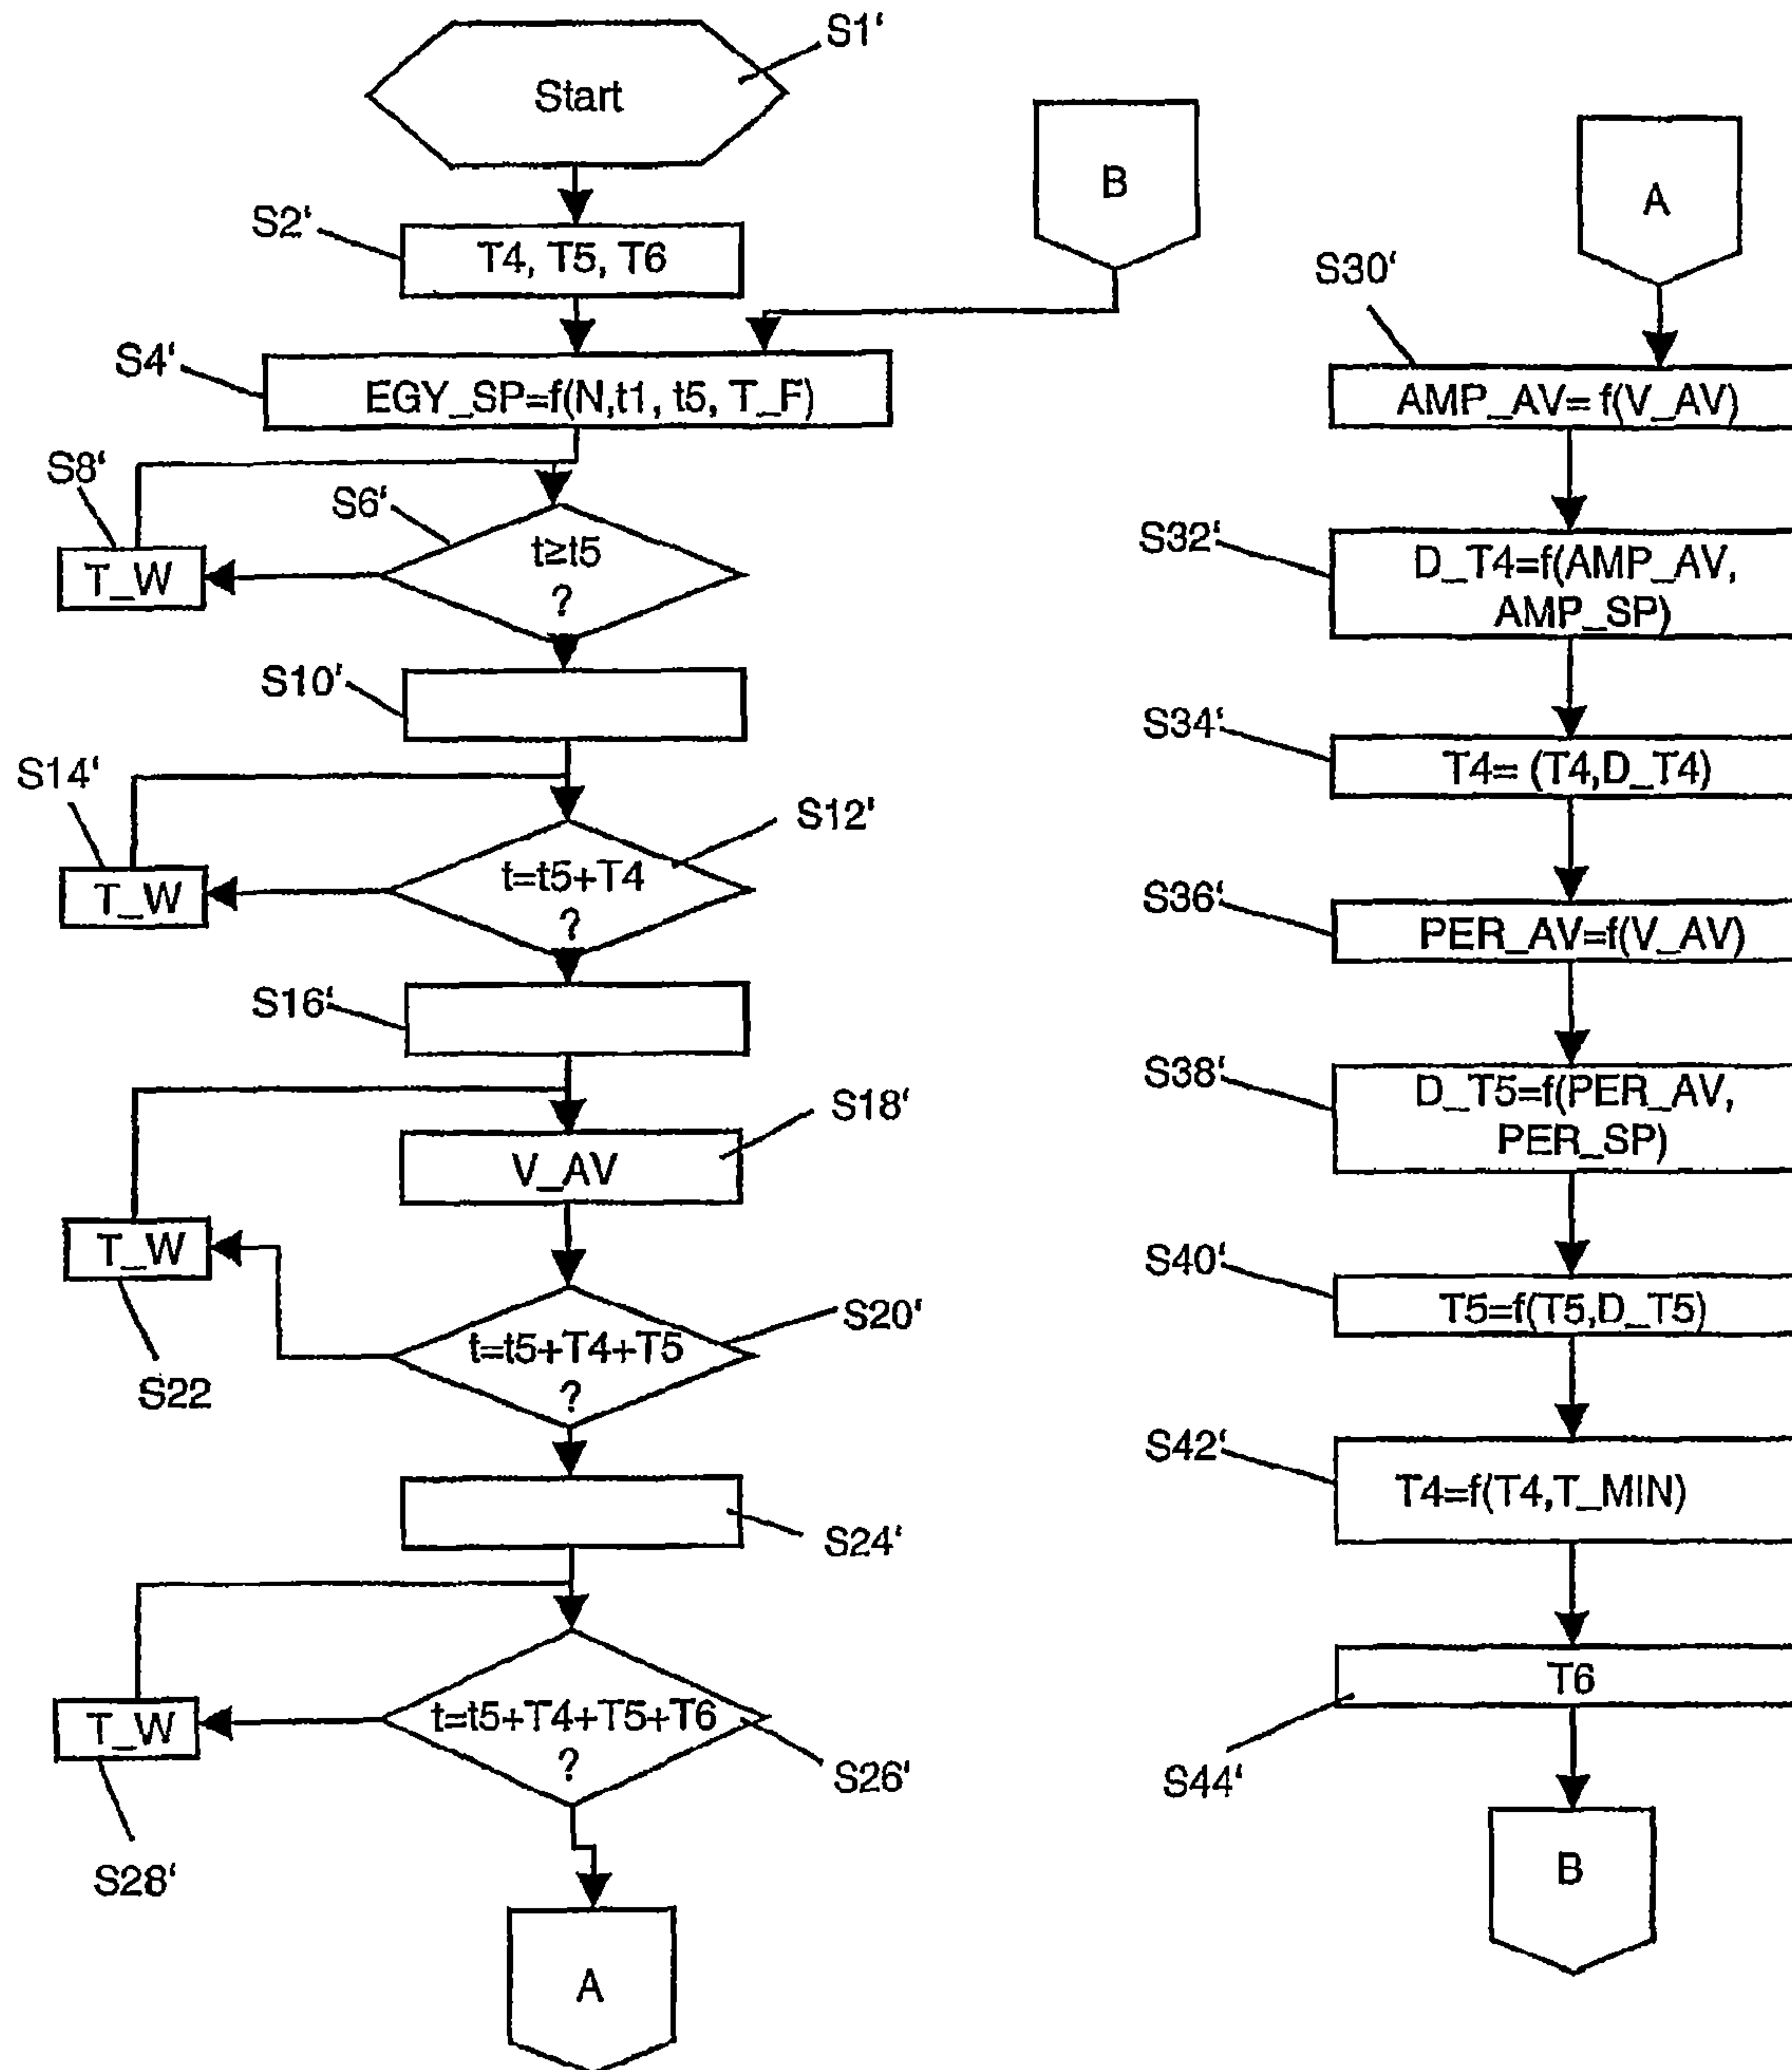 S1'
Start
S2'
T4, T5, T6
B
S4'
EGY_SP=f(N,t1, t5, T_F)
S8'
T_W
S6'
t≥t5
?
S10'
S14'
T_W
S12'
t=t5+T4
?
S16'
S18'
V_AV
T_W
S22
S20'
t=t5+T4+T5
?
S24'
T_W
S28'
t=t5+T4+T5+T6
?
S26'
A
A
S30'
AMP_AV= f(V_AV)
S32'
D_T4=f(AMP_AV,
AMP_SP)
S34'
T4= (T4,D_T4)
S36'
PER_AV=f(V_AV)
S38'
D_T5=f(PER_AV,
PER_SP)
S40'
T5=f(T5,D_T5)
S42'
T4=f(T4,T_MIN)
T6
S44'
B